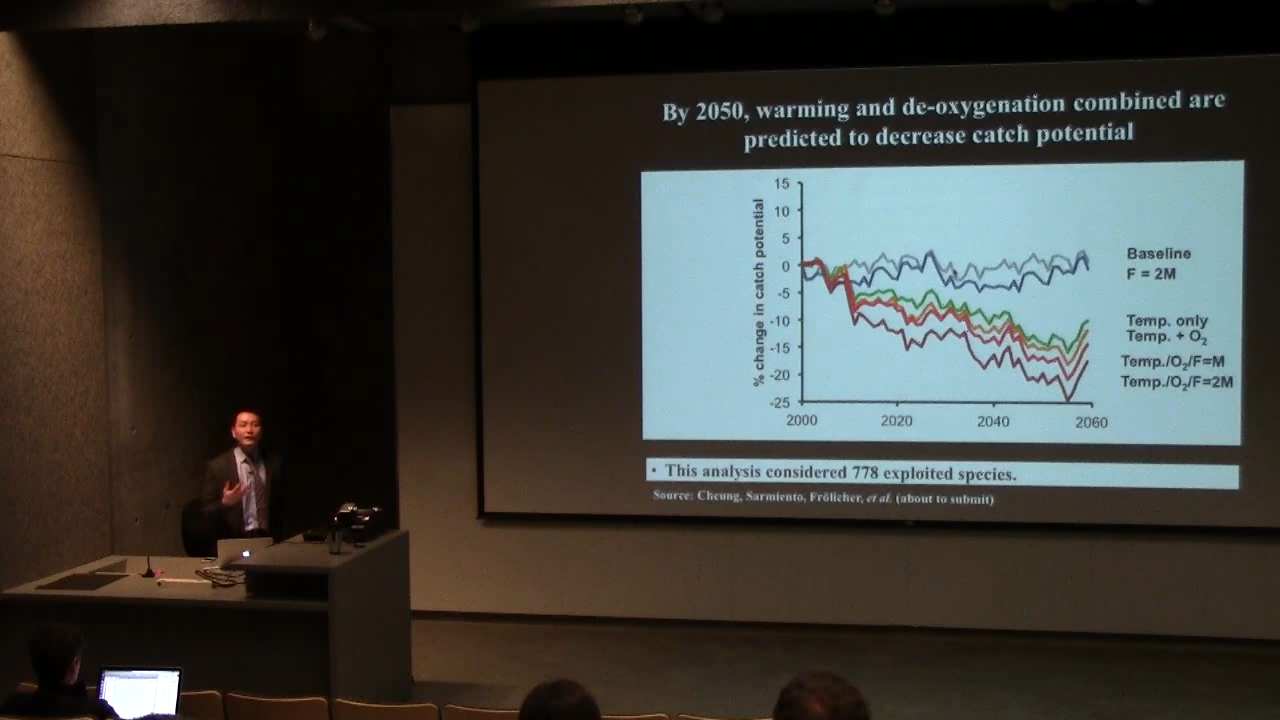 By 2050, warming and de-oxygenation combined are
predicted to decrease catch potential
% change in catch potential
15
10
5
0
-5
-10
-15
-20
-25
2000 2020 2040 2060
Baseline
F = 2M
Temp. only
Temp. + O₂
Temp./O₂/F=M
Temp./O₂/F=2M
• This analysis considered 778 exploited species.
Source: Cheung, Sarmiento, Frölicher, et al. (about to submit)